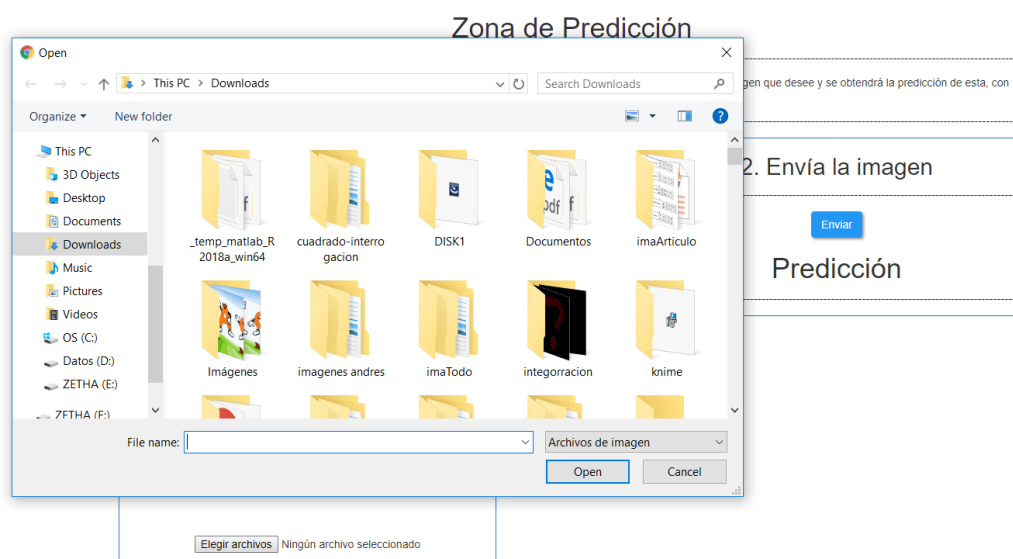 Zona de Predicción
Open
This PC > Downloads
Search Downloads
gen que desee y se obtendrá la predicción de esta, con
Organize
New folder
?
This PC
3D Objects
Desktop
Documents
Downloads
Music
Pictures
Videos
OS (C:)
Datos (D:)
ZETHA (E:)
ZETHA (F:)
_temp_matlab_R
2018a_win64
cuadrado-interro
gacion
DISK1
Documentos
imaArticulo
Imágenes
imagenes andres
imaTodo
integorracion
knime
2. Envía la imagen
Enviar
Predicción
File name:
Archivos de imagen
Open
Cancel
Elegir archivos Ningún archivo seleccionado